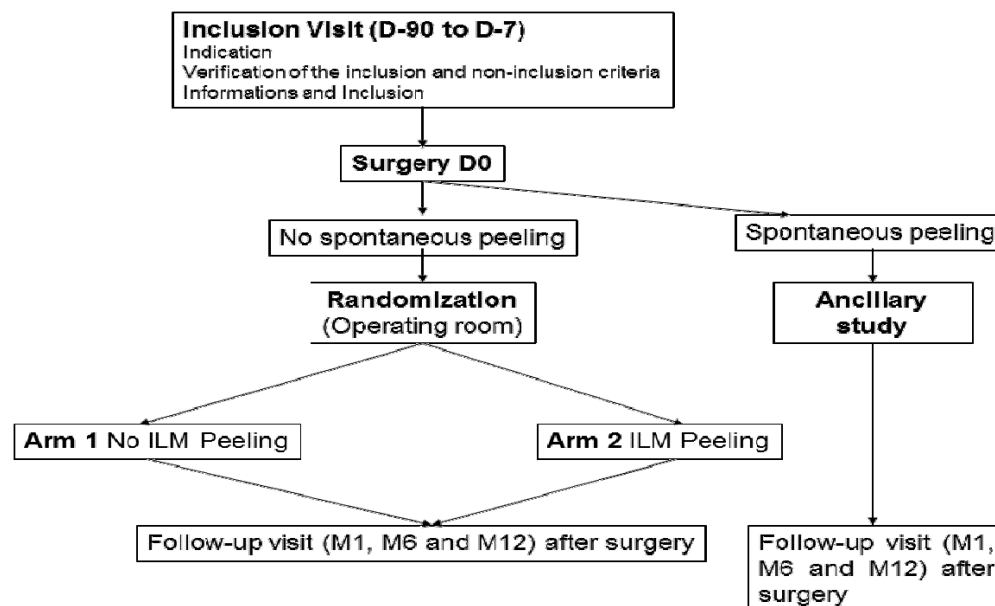 Inclusion Visit (D-90 to D-7)
Indication
Verification of the inclusion and non-inclusion criteria
Informations and Inclusion
Surgery D0
No spontaneous peeling
Spontaneous peeling
Randomization
(Operating room)
Ancillary
study
Arm 1 No ILM Peeling
Arm 2 ILM Peeling
Follow-up visit (M1, M6 and M12) after surgery
Follow-up visit (M1,
M6 and M12) after
surgery